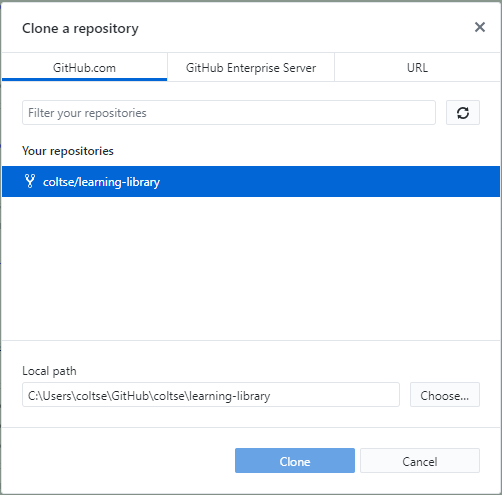 Clone a repository
GitHub.com GitHub Enterprise Server URL
Filter your repositories
Your repositories
coltse/learning-library
Local path
C:\Users\coltse\GitHub\coltse\learning-library Choose...
Clone Cancel